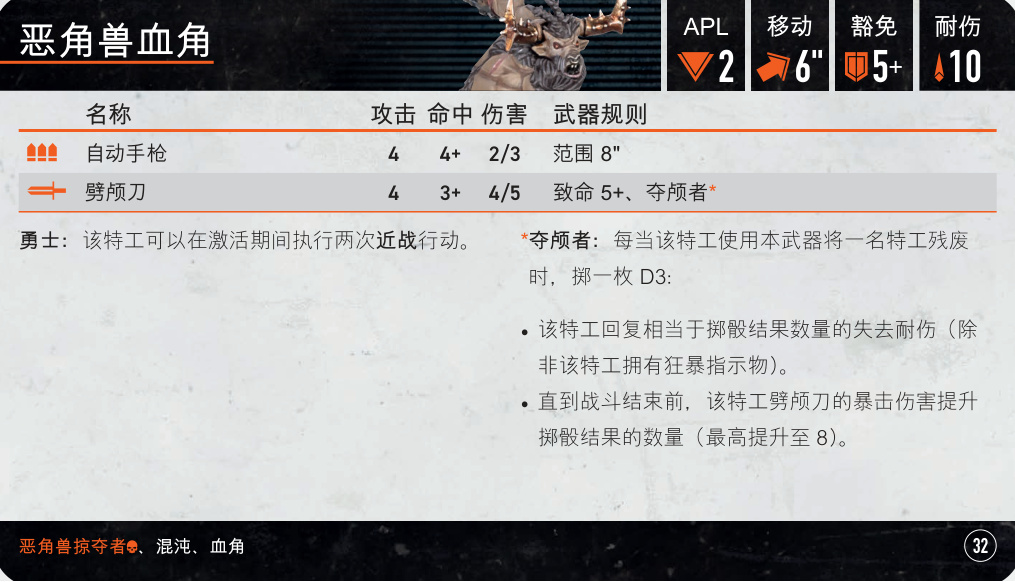 恶角兽血角
APL 移动 豁免 耐伤
2 6" 5+ 10
名称 攻击 命中 伤害 武器规则
自动手枪 4 4+ 2/3 范围 8"
劈颅刀 4 3+ 4/5 致命 5+、夺颅者*
勇士：该特工可以在激活期间执行两次近战行动。
*夺颅者：每当该特工使用本武器将一名特工残废
时，掷一枚 D3:
• 该特工回复相当于掷骰结果数量的失去耐伤（除
非该特工拥有狂暴指示物）。
• 直到战斗结束前，该特工劈颅刀的暴击伤害提升
掷骰结果的数量（最高提升至 8）。
恶角兽掠夺者、混沌、血角
32